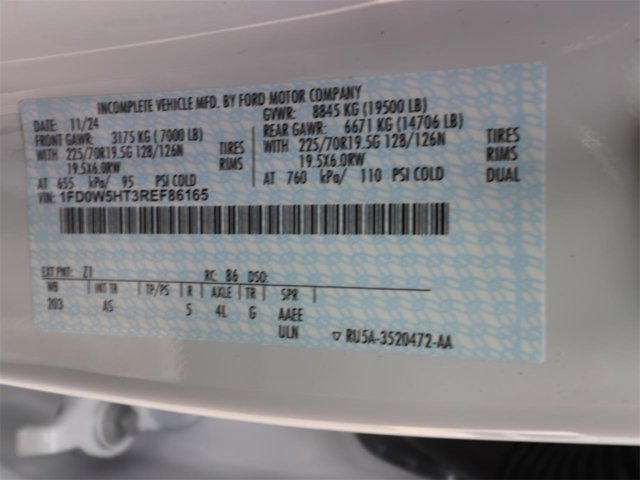 INCOMPLETE VEHICLE MFD. BY FORD MOTOR COMPANY
DATE: 11/24 GVWR: 8845 KG (19500 LB)
FRONT GAWR: 3175 KG (7000 LB) REAR GAWR: 6671 KG (14706 LB)
WITH 225/70R19.5G 128/126N TIRES WITH 225/70R19.5G 128/126N TIRES
19.5X6.0RW RIMS 19.5X6.0RW RIMS
AT 655 kPa/ 95 PSI COLD AT 760 kPa/ 110 PSI COLD DUAL
VIN: 1FD0W5HT3REF86165
EXT PNT: Z1 RC: 86 DSO:
WB INT TR TP/PS R AXLE TR SPR
203 AS 5 4L G AAEE
ULN ▽ RU5A-3520472-AA